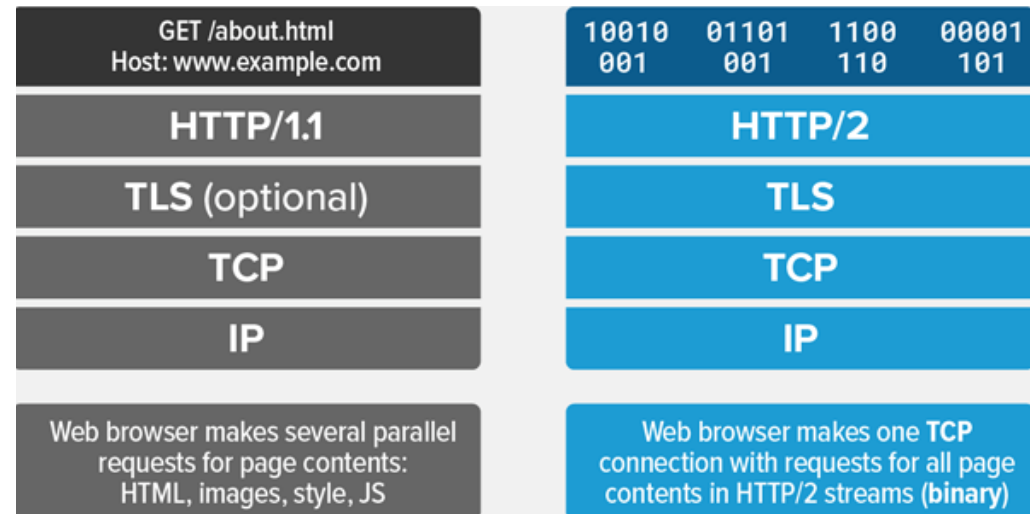 GET /about.html
Host: www.example.com
HTTP/1.1
TLS (optional)
TCP
IP
Web browser makes several parallel
requests for page contents:
HTML, images, style, JS
10010 01101 1100 00001
001 001 110 101
HTTP/2
TLS
TCP
IP
Web browser makes one TCP
connection with requests for all page
contents in HTTP/2 streams (binary)